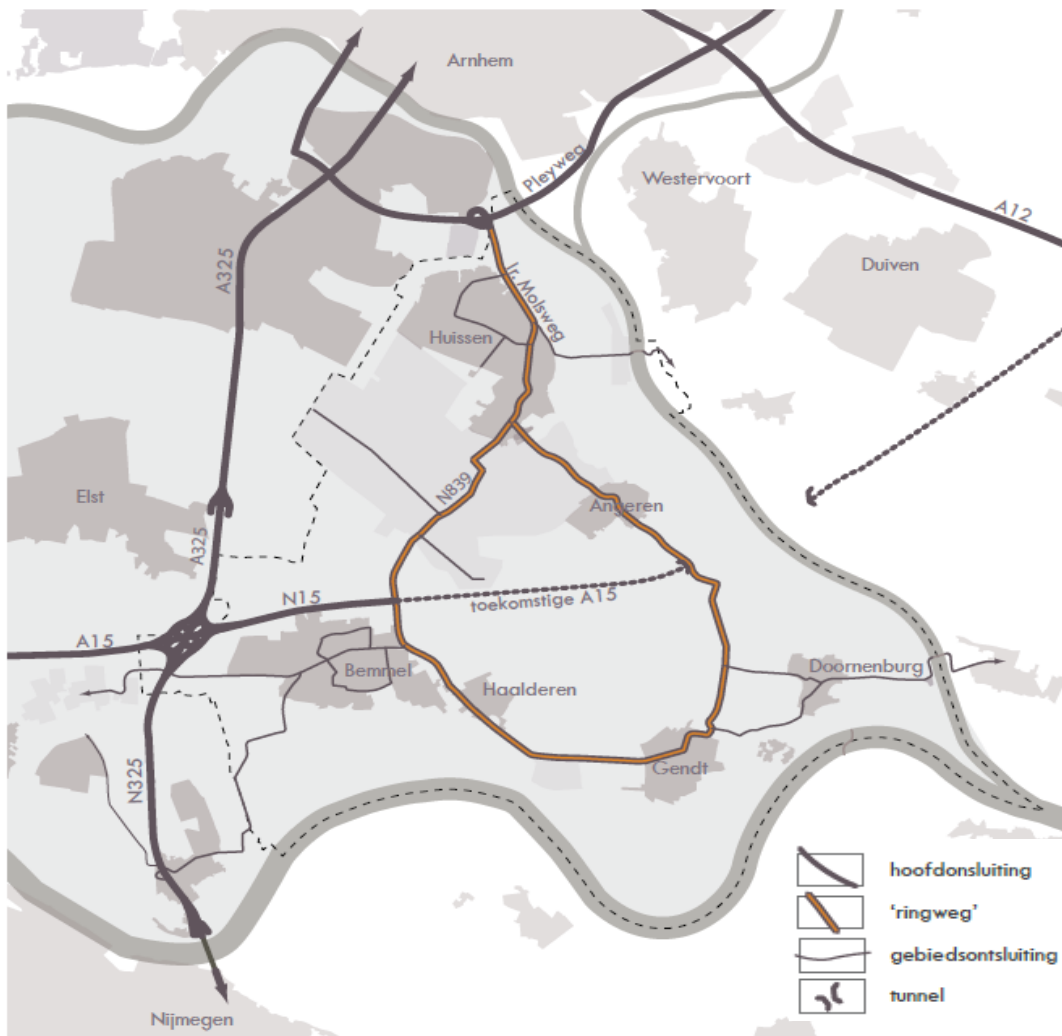 Arnhem
Pleyweg
Westervoort
A12
Duiven
A325
Ir. Molsweg
Huissen
N839
Elst
Angeren
A325
N15
toekomstige A15
A15
Bemmel
Haalderen
Doornenburg
Gendt
N325
Nijmegen
hoofdonsluiting
'ringweg'
gebiedsontsluiting
tunnel